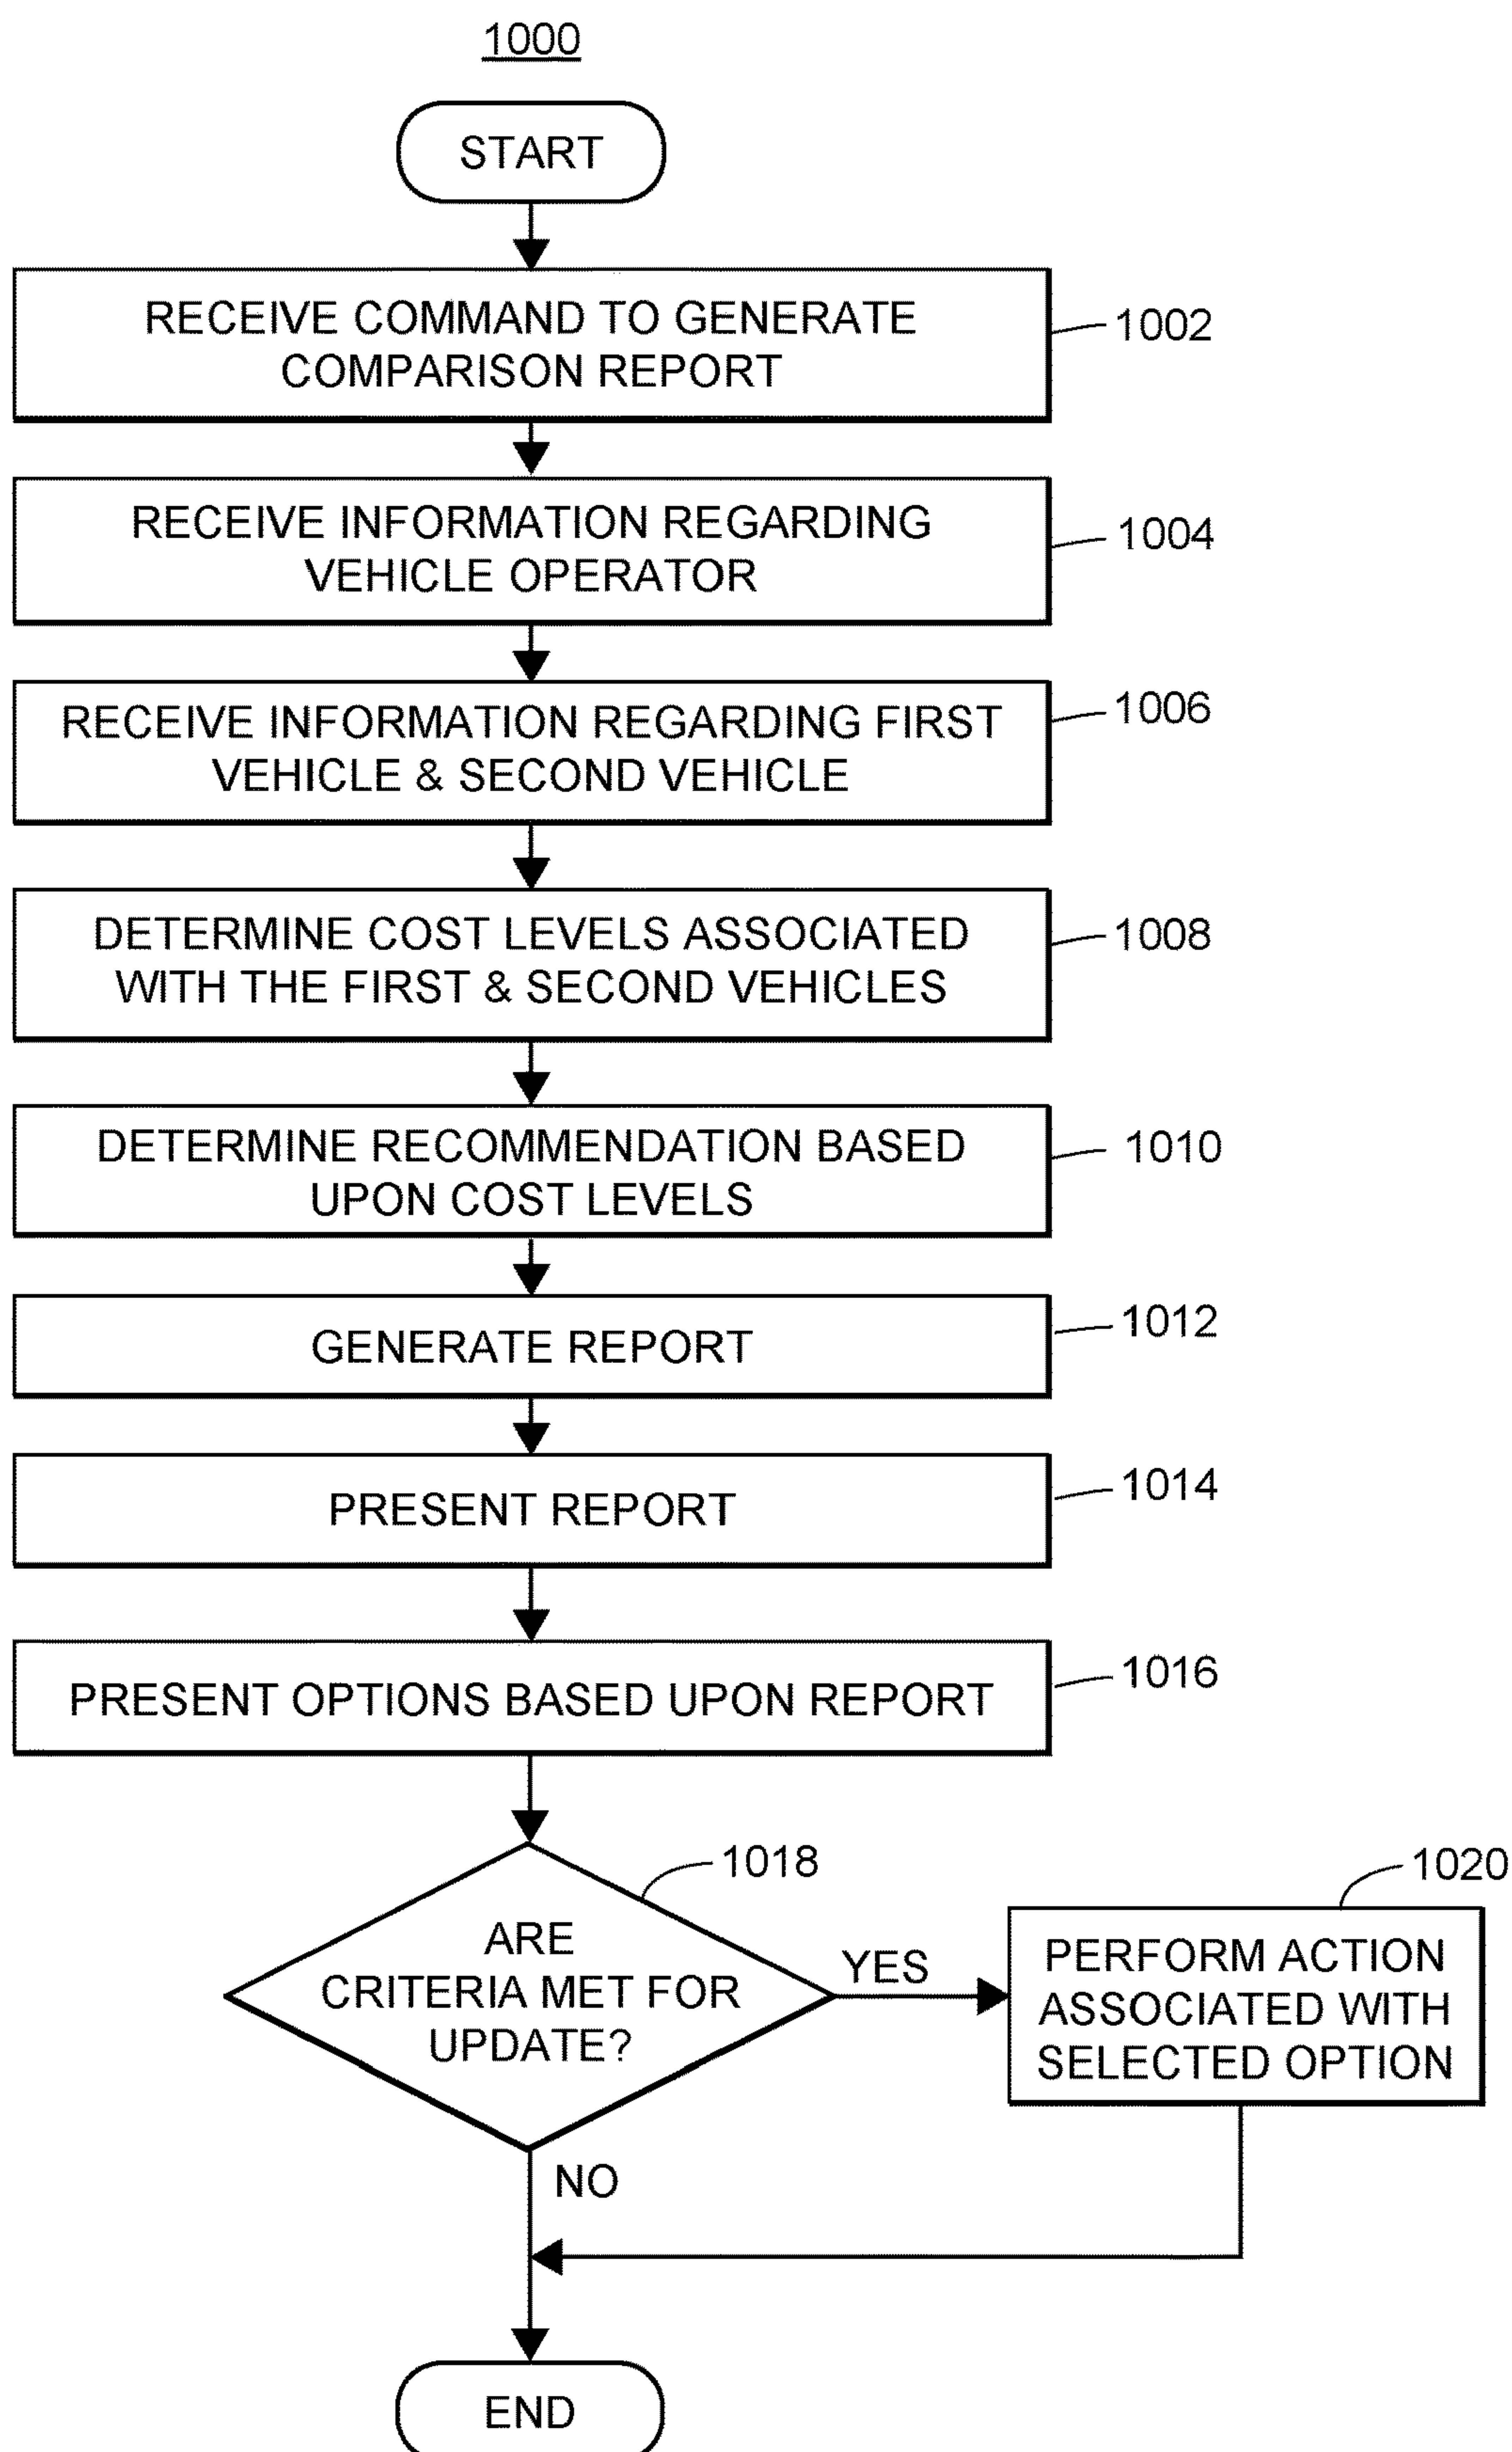 1000
START
RECEIVE COMMAND TO GENERATE
COMPARISON REPORT
1002
RECEIVE INFORMATION REGARDING
VEHICLE OPERATOR
1004
RECEIVE INFORMATION REGARDING FIRST
VEHICLE & SECOND VEHICLE
1006
DETERMINE COST LEVELS ASSOCIATED
WITH THE FIRST & SECOND VEHICLES
1008
DETERMINE RECOMMENDATION BASED
UPON COST LEVELS
1010
GENERATE REPORT
1012
PRESENT REPORT
1014
PRESENT OPTIONS BASED UPON REPORT
1016
ARE
CRITERIA MET FOR
UPDATE?
1018
YES
PERFORM ACTION
ASSOCIATED WITH
SELECTED OPTION
1020
NO
END